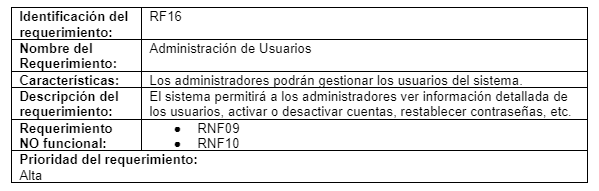 Identificación del RF16
requerimiento:
Nombre del Administración de Usuarios
Requerimiento:
Características: Los administradores podrán gestionar los usuarios del sistema.
Descripción del El sistema permitirá a los administradores ver información detallada de
requerimiento: los usuarios, activar o desactivar cuentas, restablecer contraseñas, etc.
Requerimiento ● RNF09
NO funcional: ● RNF10
Prioridad del requerimiento:
Alta